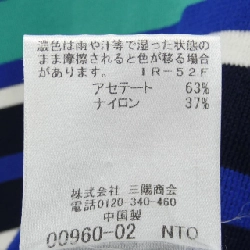 濃色は雨や汗等で湿った状態の
まま摩擦されると色が移る場合
があります。 IR-52F
アセテート 63%
ナイロン 37%
株式会社 三陽商会
電話0120-340-460
中国製
00960-02 NTO